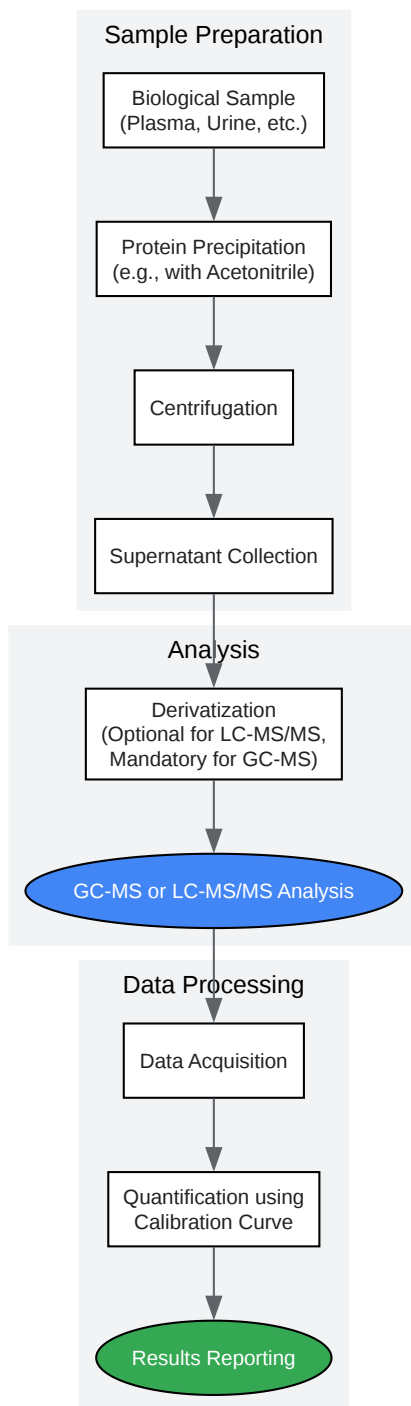 Sample Preparation
Biological Sample
(Plasma, Urine, etc.)
Protein Precipitation
(e.g., with Acetonitrile)
Centrifugation
Supernatant Collection
Analysis
Derivatization
(Optional for LC-MS/MS,
Mandatory for GC-MS)
GC-MS or LC-MS/MS Analysis
Data Processing
Data Acquisition
Quantification using
Calibration Curve
Results Reporting